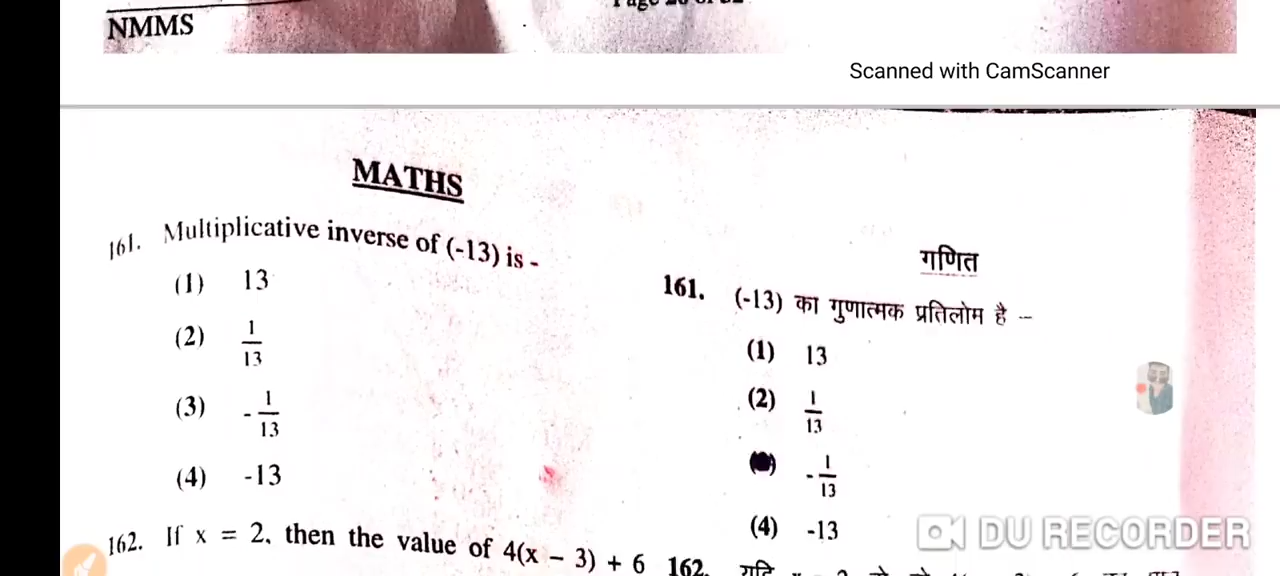 NMMS
Scanned with CamScanner
MATHS
161. Multiplicative inverse of (-13) is -
(1) 13
(2) 1/13
(3) -1/13
(4) -13
162. If x = 2, then the value of 4(x - 3) + 6
गणित
161. (-13) का गुणात्मक प्रतिलोम है –
(1) 13
(2) 1/13
-1/13
(4) -13
162. यदि
DU RECORDER